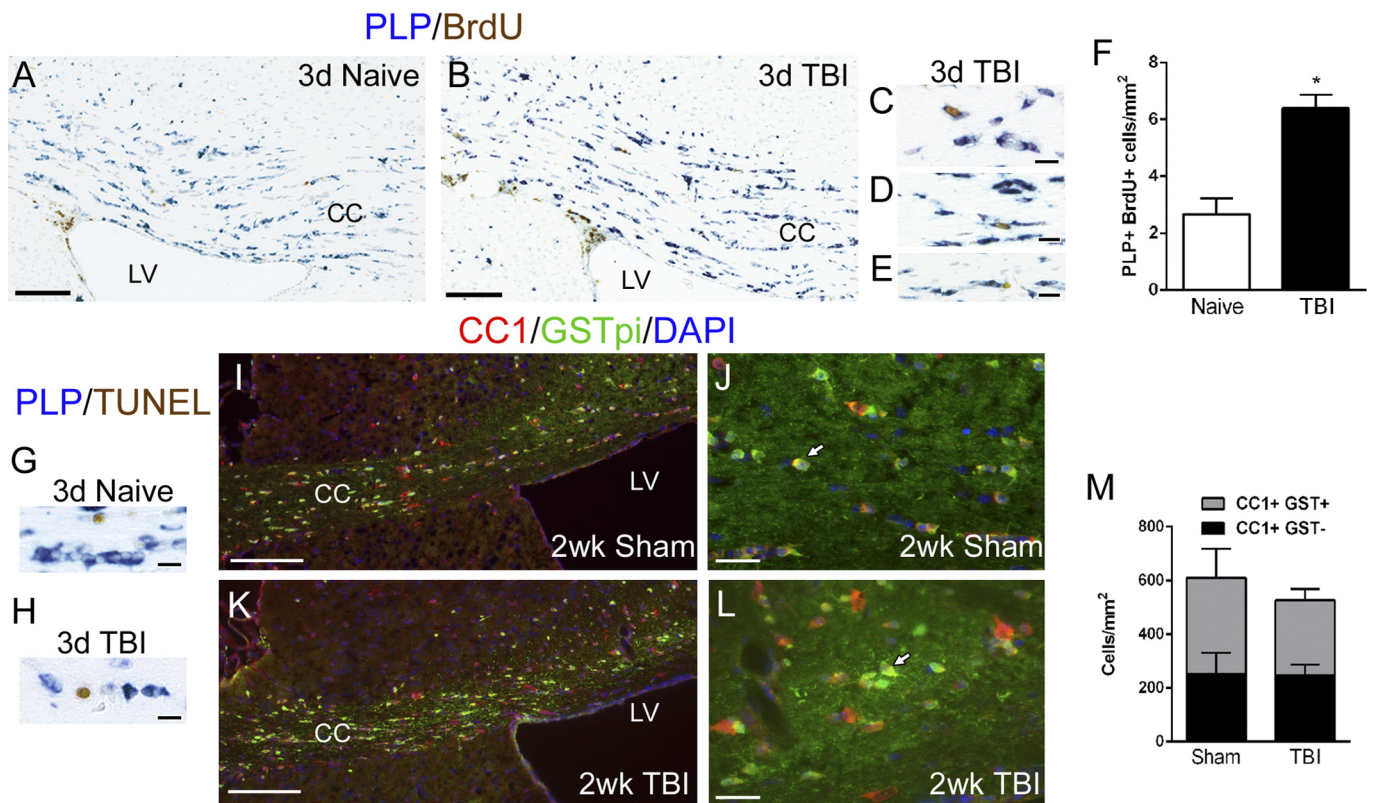 PLP/BrdU
A
3d Naive
CC
LV
B
3d TBI
CC
LV
3d TBI
C
D
E
F
PLP+ BrdU+ cells/mm²
8
6
4
2
0
*
Naive
TBI
CC1/GSTpi/DAPI
PLP/TUNEL
G
3d Naive
H
3d TBI
I
CC
LV
2wk Sham
J
2wk Sham
K
CC
LV
2wk TBI
L
2wk TBI
M
CC1+ GST+
CC1+ GST-
Cells/mm²
800
600
400
200
0
Sham
TBI